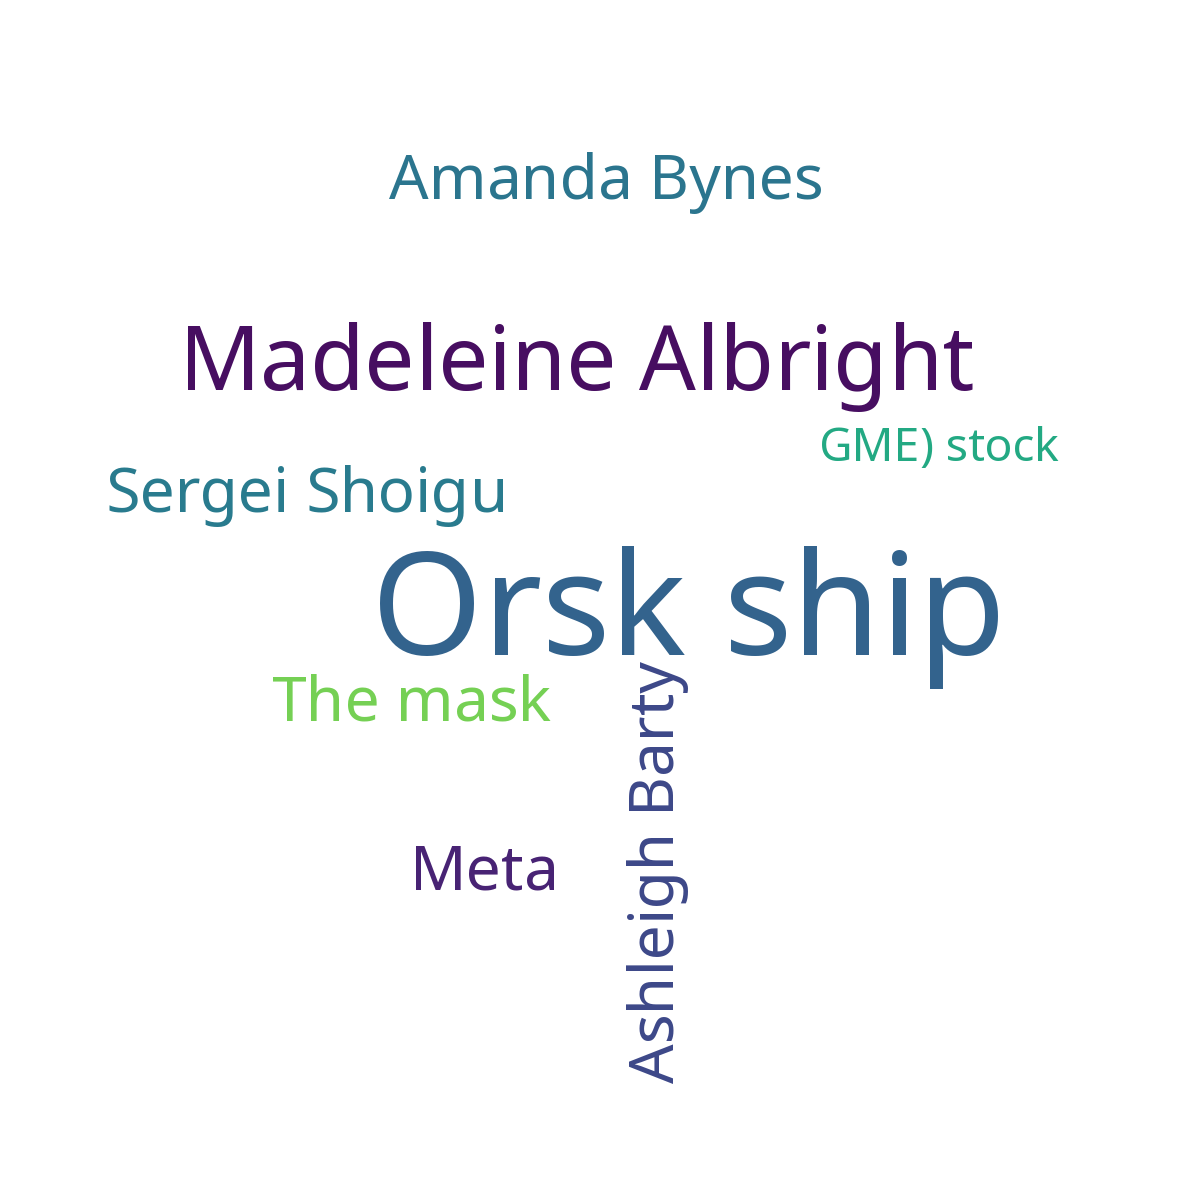 Amanda Bynes
Madeleine Albright
GME) stock
Sergei Shoigu
Orsk ship
The mask
Ashleigh Barty
Meta